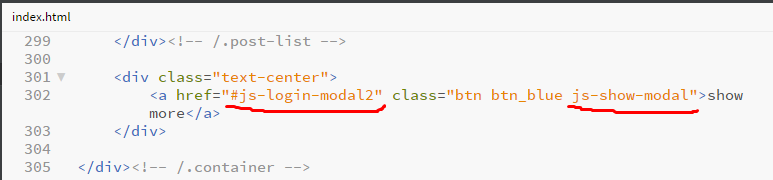 index.html
299 </div><!-- /.post-list -->
300
301 <div class="text-center">
302 <a href="#js-login-modal2" class="btn btn_blue js-show-modal">show
more</a>
303 </div>
304
305 </div><!-- /.container -->